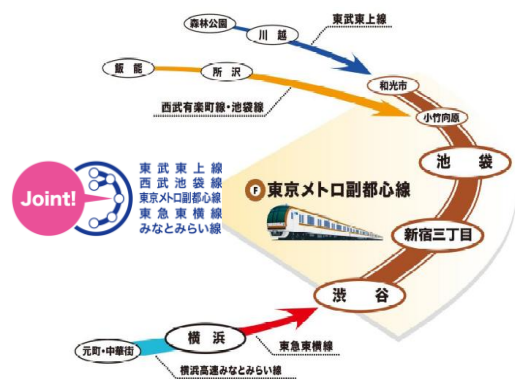 森林公園
川越
東武東上線
飯能
所沢
和光市
西武有楽町線・池袋線
小竹向原
池袋
Joint!
東武東上線
西武池袋線
東京メトロ副都心線
東急東横線
みなとみらい線
F 東京メトロ副都心線
新宿三丁目
渋谷
横浜
東急東横線
元町・中華街
横浜高速みなとみらい線